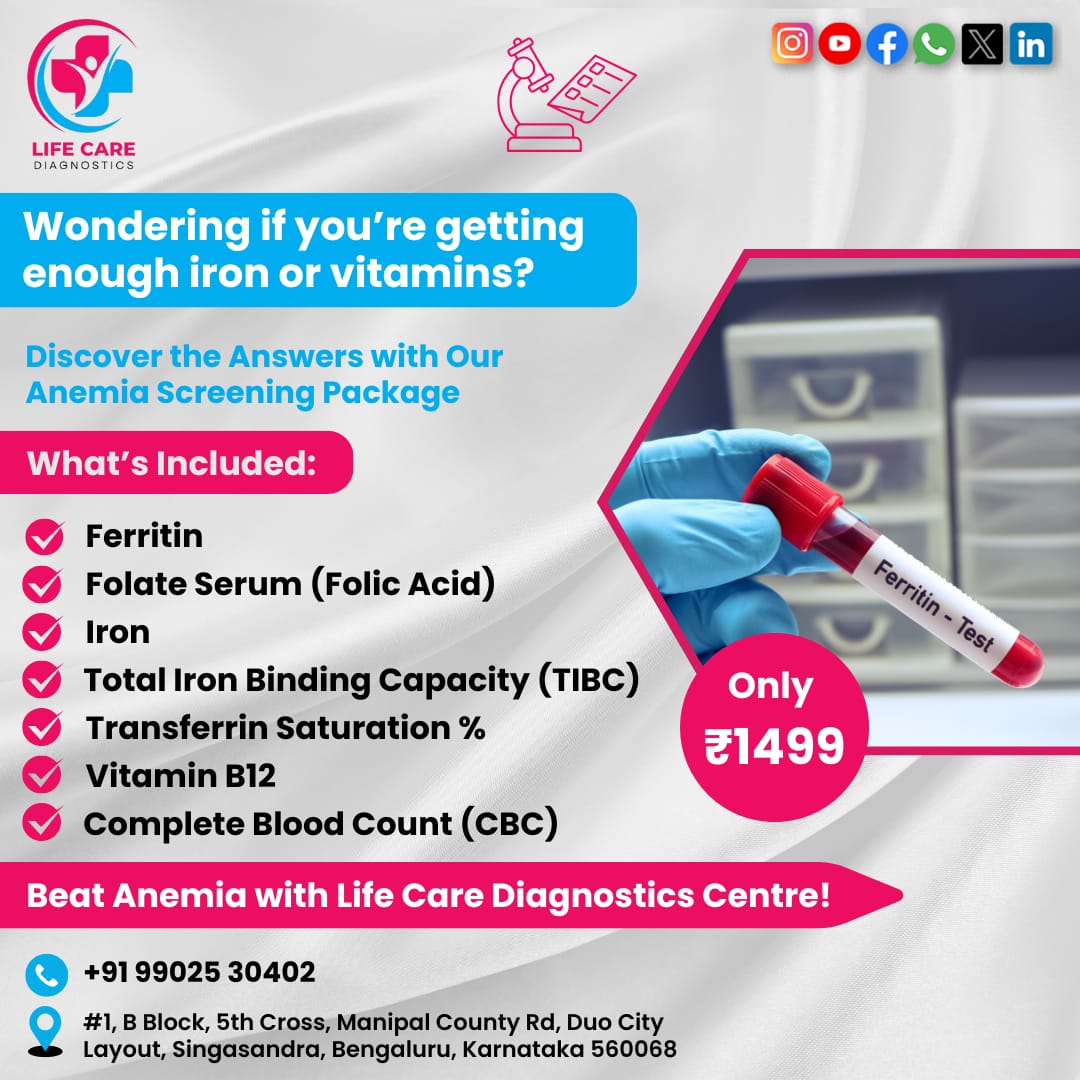 LIFE CARE
DIAGNOSTICS
Wondering if you're getting
enough iron or vitamins?
Discover the Answers with Our
Anemia Screening Package
What's Included:
Ferritin
Folate Serum (Folic Acid)
Iron
Total Iron Binding Capacity (TIBC)
Transferrin Saturation %
Vitamin B12
Complete Blood Count (CBC)
Ferritin - Test
Only
₹1499
Beat Anemia with Life Care Diagnostics Centre!
+91 99025 30402
#1, B Block, 5th Cross, Manipal County Rd, Duo City
Layout, Singasandra, Bengaluru, Karnataka 560068